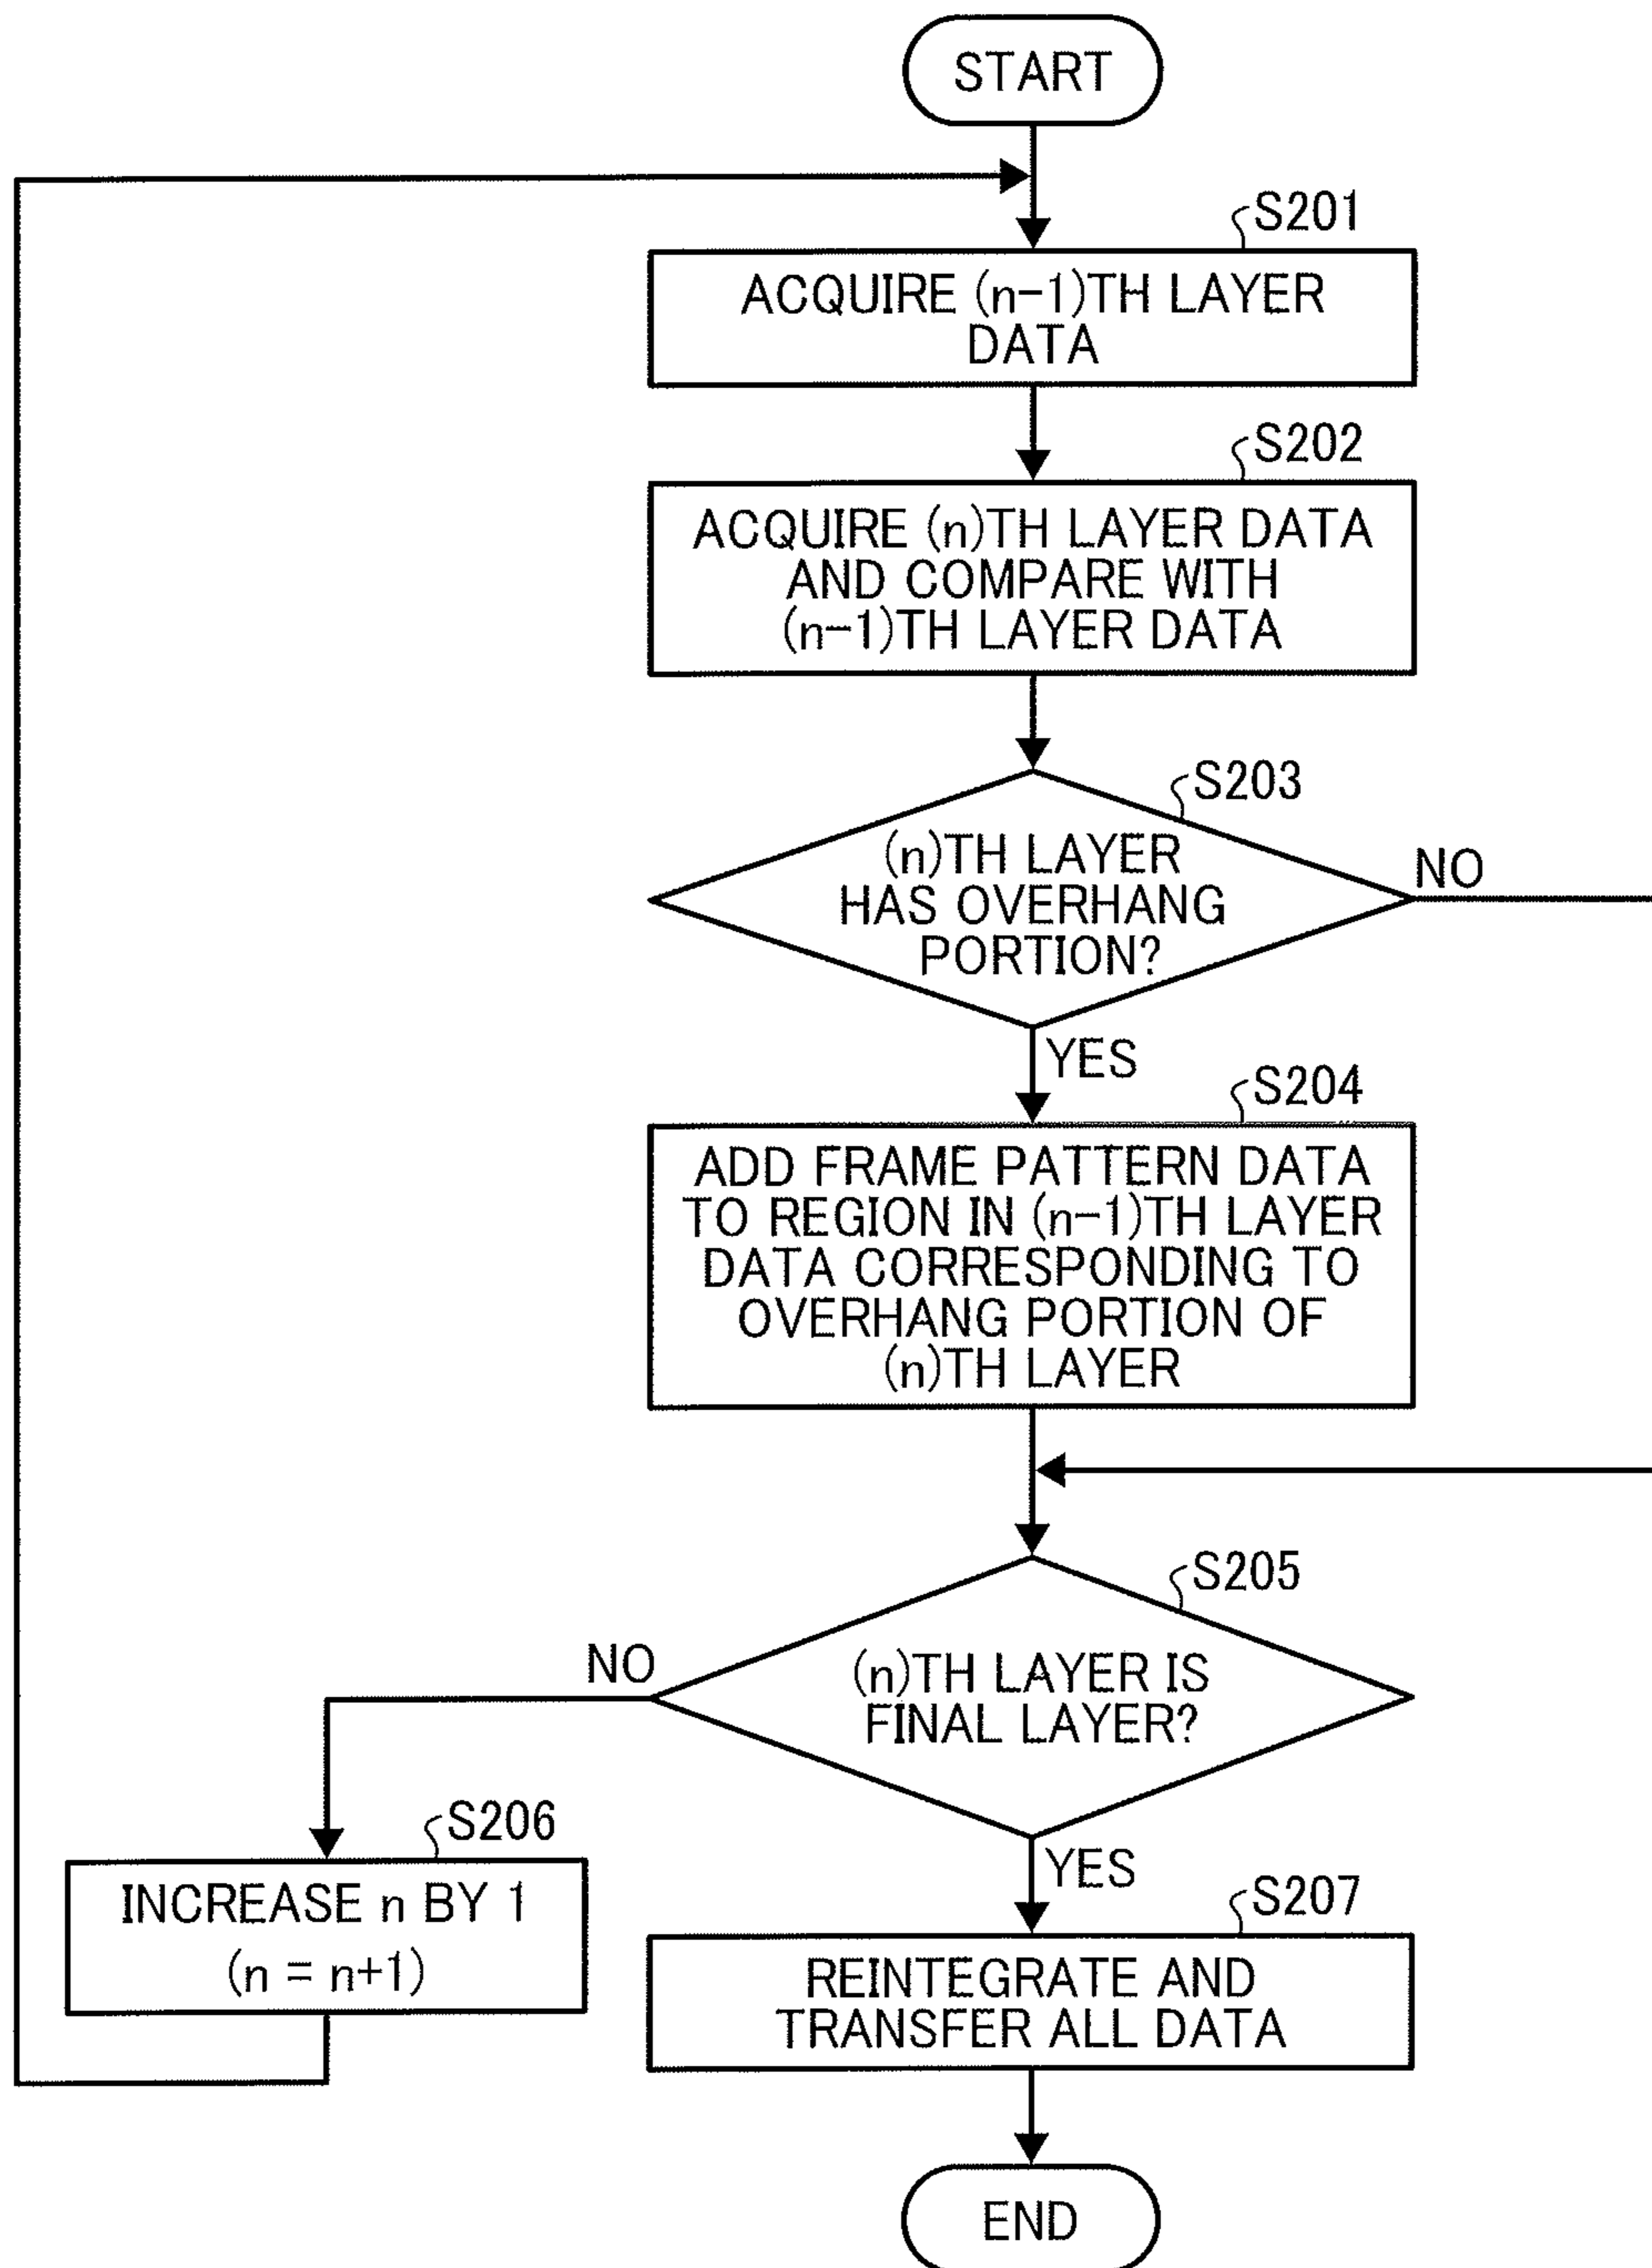 START
S201
ACQUIRE (n-1)TH LAYER
DATA
S202
ACQUIRE (n)TH LAYER DATA
AND COMPARE WITH
(n-1)TH LAYER DATA
S203
(n)TH LAYER
HAS OVERHANG
PORTION?
NO
YES
S204
ADD FRAME PATTERN DATA
TO REGION IN (n-1)TH LAYER
DATA CORRESPONDING TO
OVERHANG PORTION OF
(n)TH LAYER
S205
(n)TH LAYER IS
FINAL LAYER?
NO
YES
S206
INCREASE n BY 1
(n = n+1)
S207
REINTEGRATE AND
TRANSFER ALL DATA
END